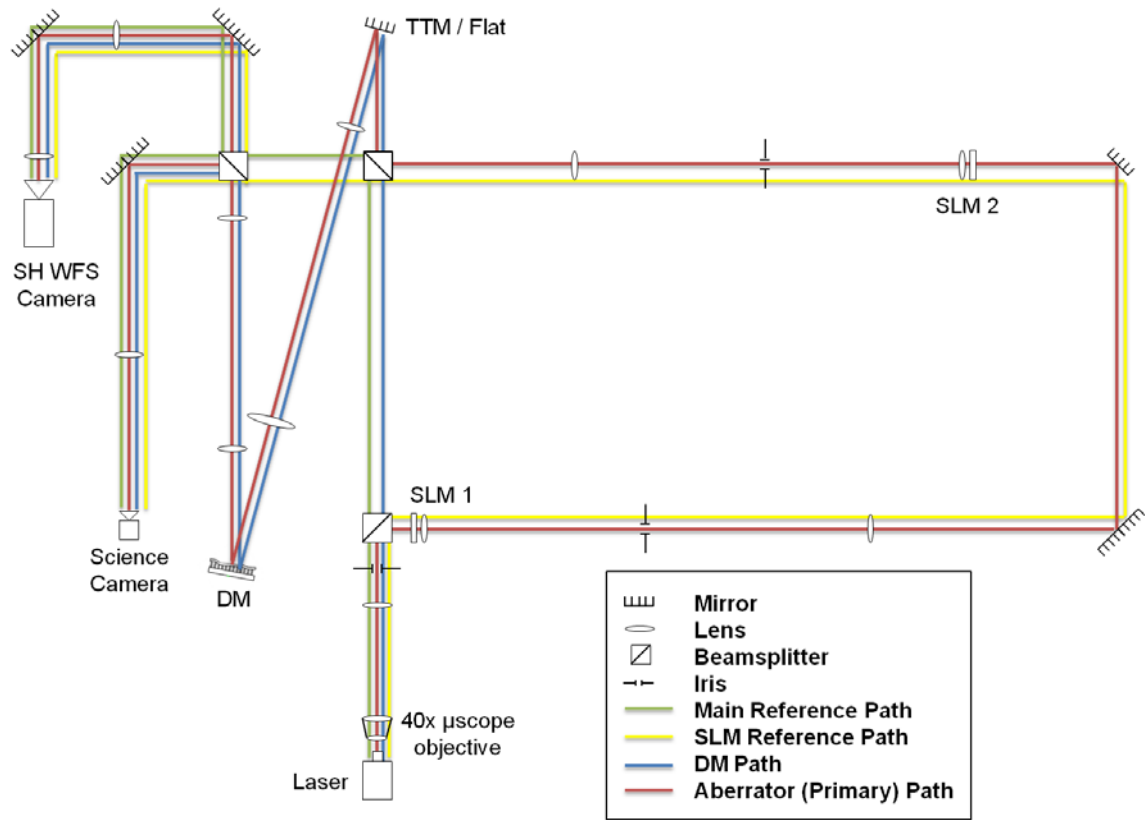 TTM / Flat
SLM 2
SH WFS
Camera
SLM 1
Science
Camera
DM
40x µscope
objective
Laser
Mirror
Lens
Beamsplitter
Iris
Main Reference Path
SLM Reference Path
DM Path
Aberrator (Primary) Path